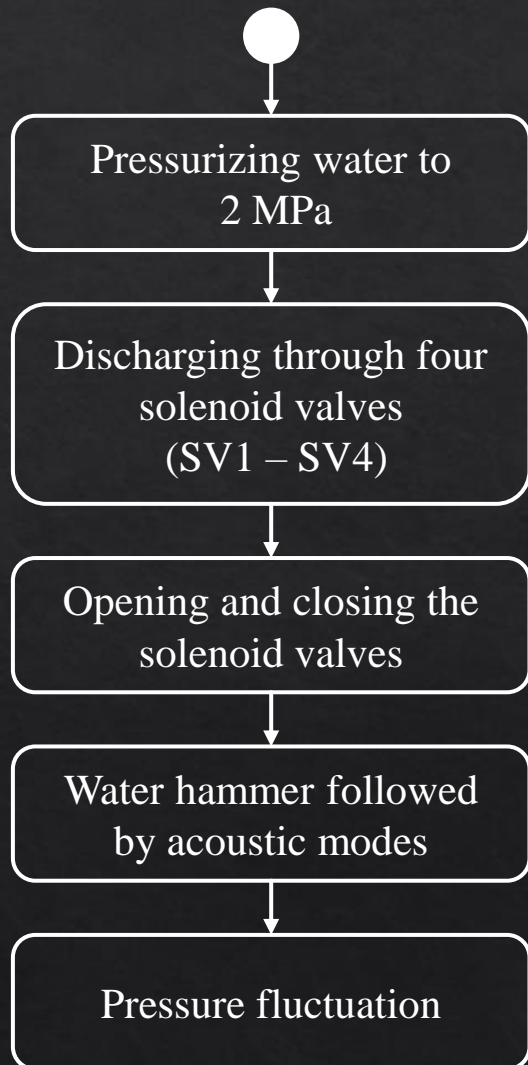 Pressurizing water to
2 MPa
Discharging through four
solenoid valves
(SV1 – SV4)
Opening and closing the
solenoid valves
Water hammer followed
by acoustic modes
Pressure fluctuation